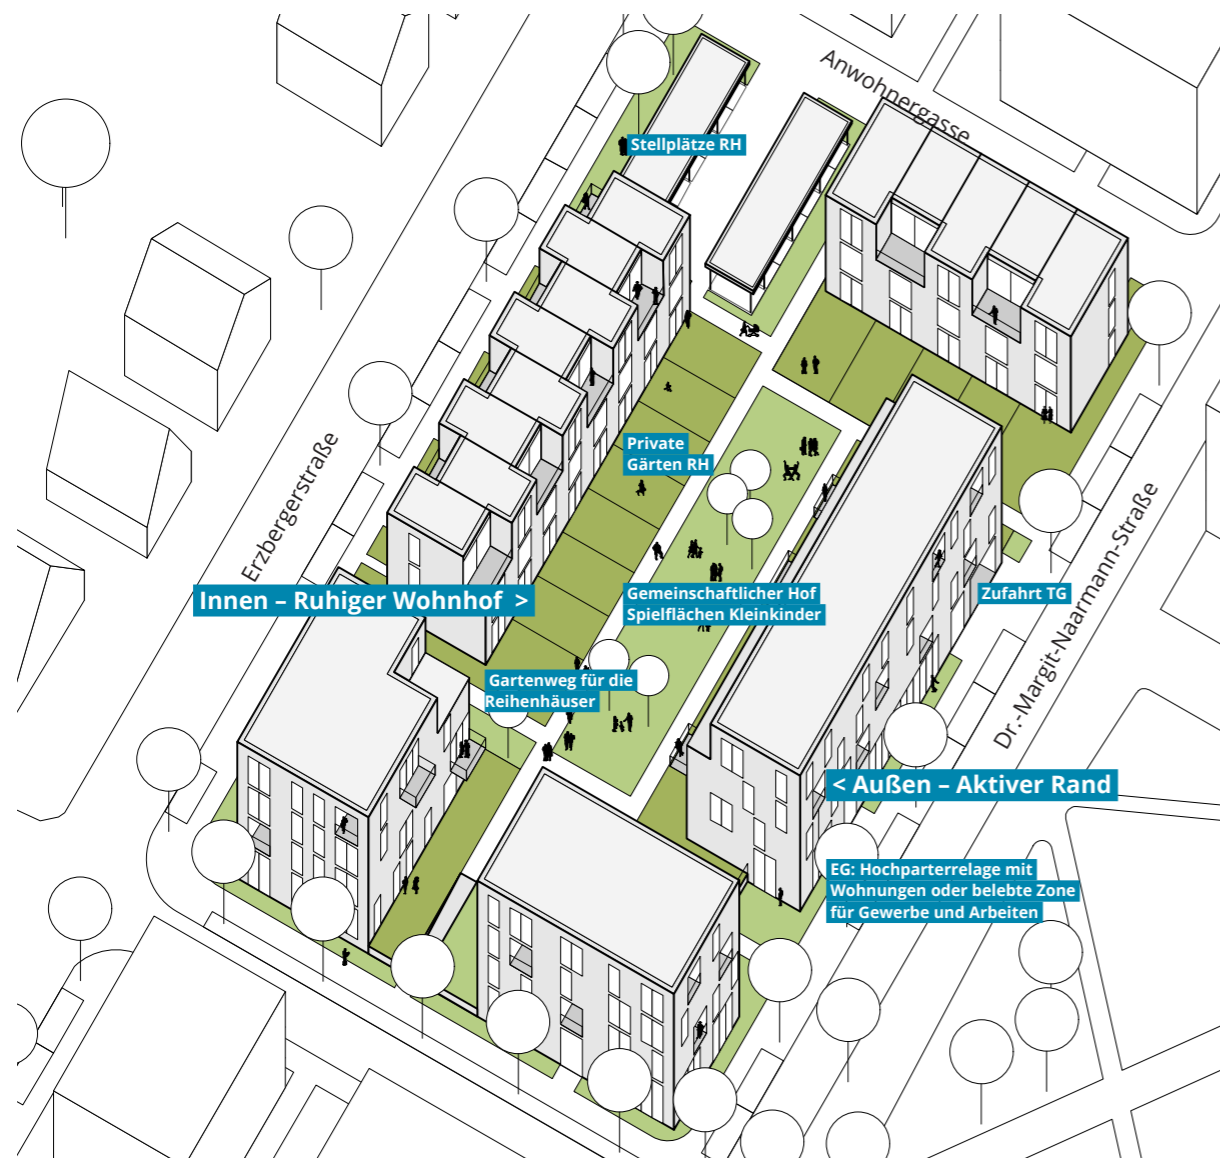 Anwohnergasse
Stellplätze RH
Private
Gärten RH
Erzbergerstraße
Innen – Ruhiger Wohnhof >
Gemeinschaftlicher Hof
Spielflächen Kleinkinder
Zufahrt TG
Gartenweg für die
Reihenhäuser
Dr.-Margit-Naarmann-Straße
< Außen – Aktiver Rand
EG: Hochparterrelage mit
Wohnungen oder belebte Zone
für Gewerbe und Arbeiten